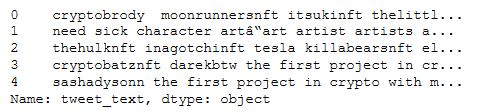 0 cryptobrody moonrunnersnft itsukinft thelittl...
1 need sick character artâ€‟art artist artists a...
2 thehulknft inagotchinft tesla killabearsnft el...
3 cryptobatznft darekbtw the first project in cr...
4 sashadysonn the first project in crypto with m...
Name: tweet_text, dtype: object